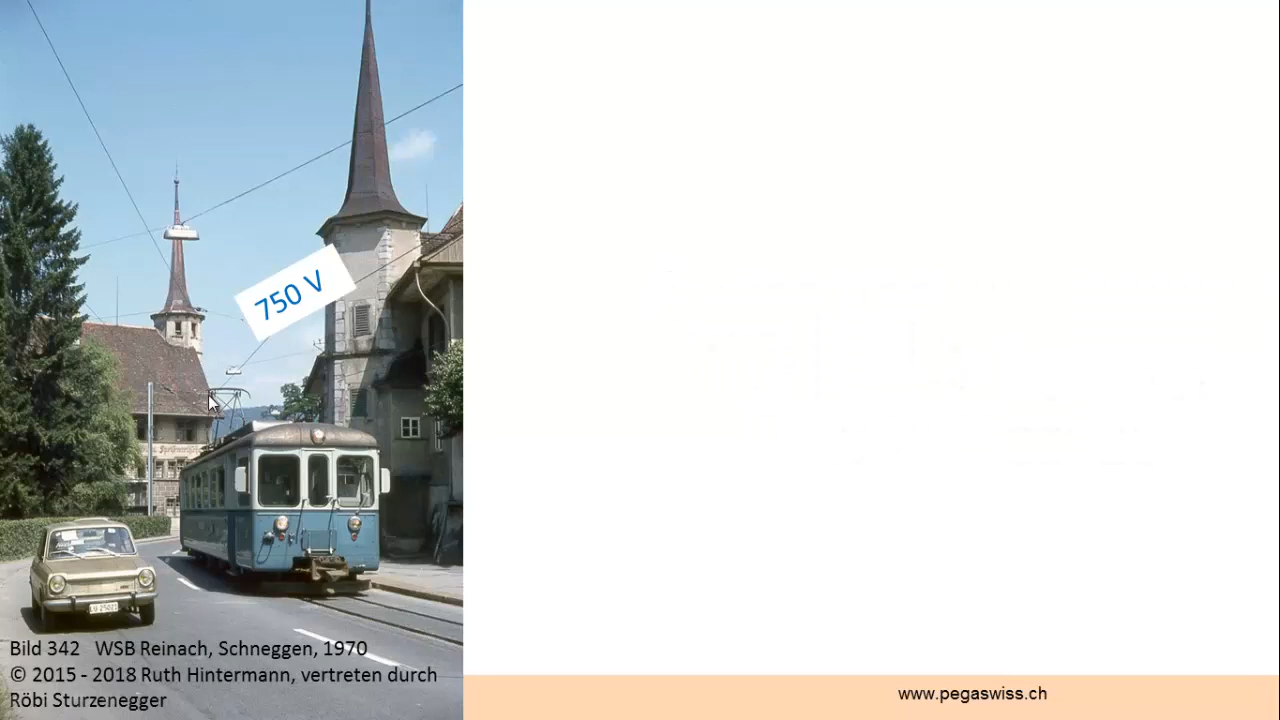 750 V
Bild 342 WSB Reinach, Schneggen, 1970
© 2015 - 2018 Ruth Hintermann, vertreten durch
Röbi Sturzenegger
www.pegaswiss.ch